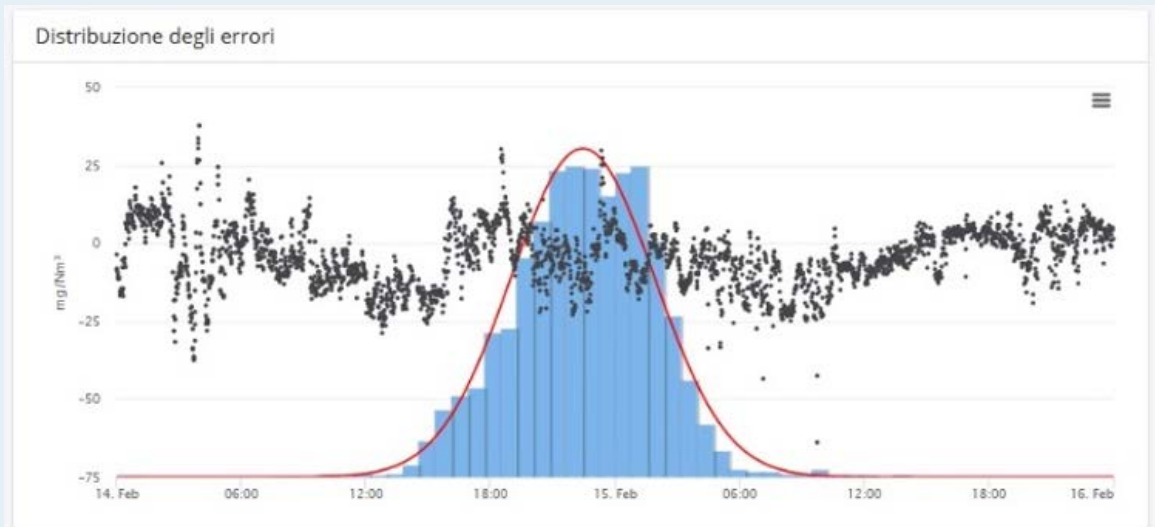 Distribuzione degli errori
50
25
0
-25
-50
-75
mg/Nm³
14. Feb
06:00
12:00
18:00
15. Feb
06:00
12:00
18:00
16. Feb